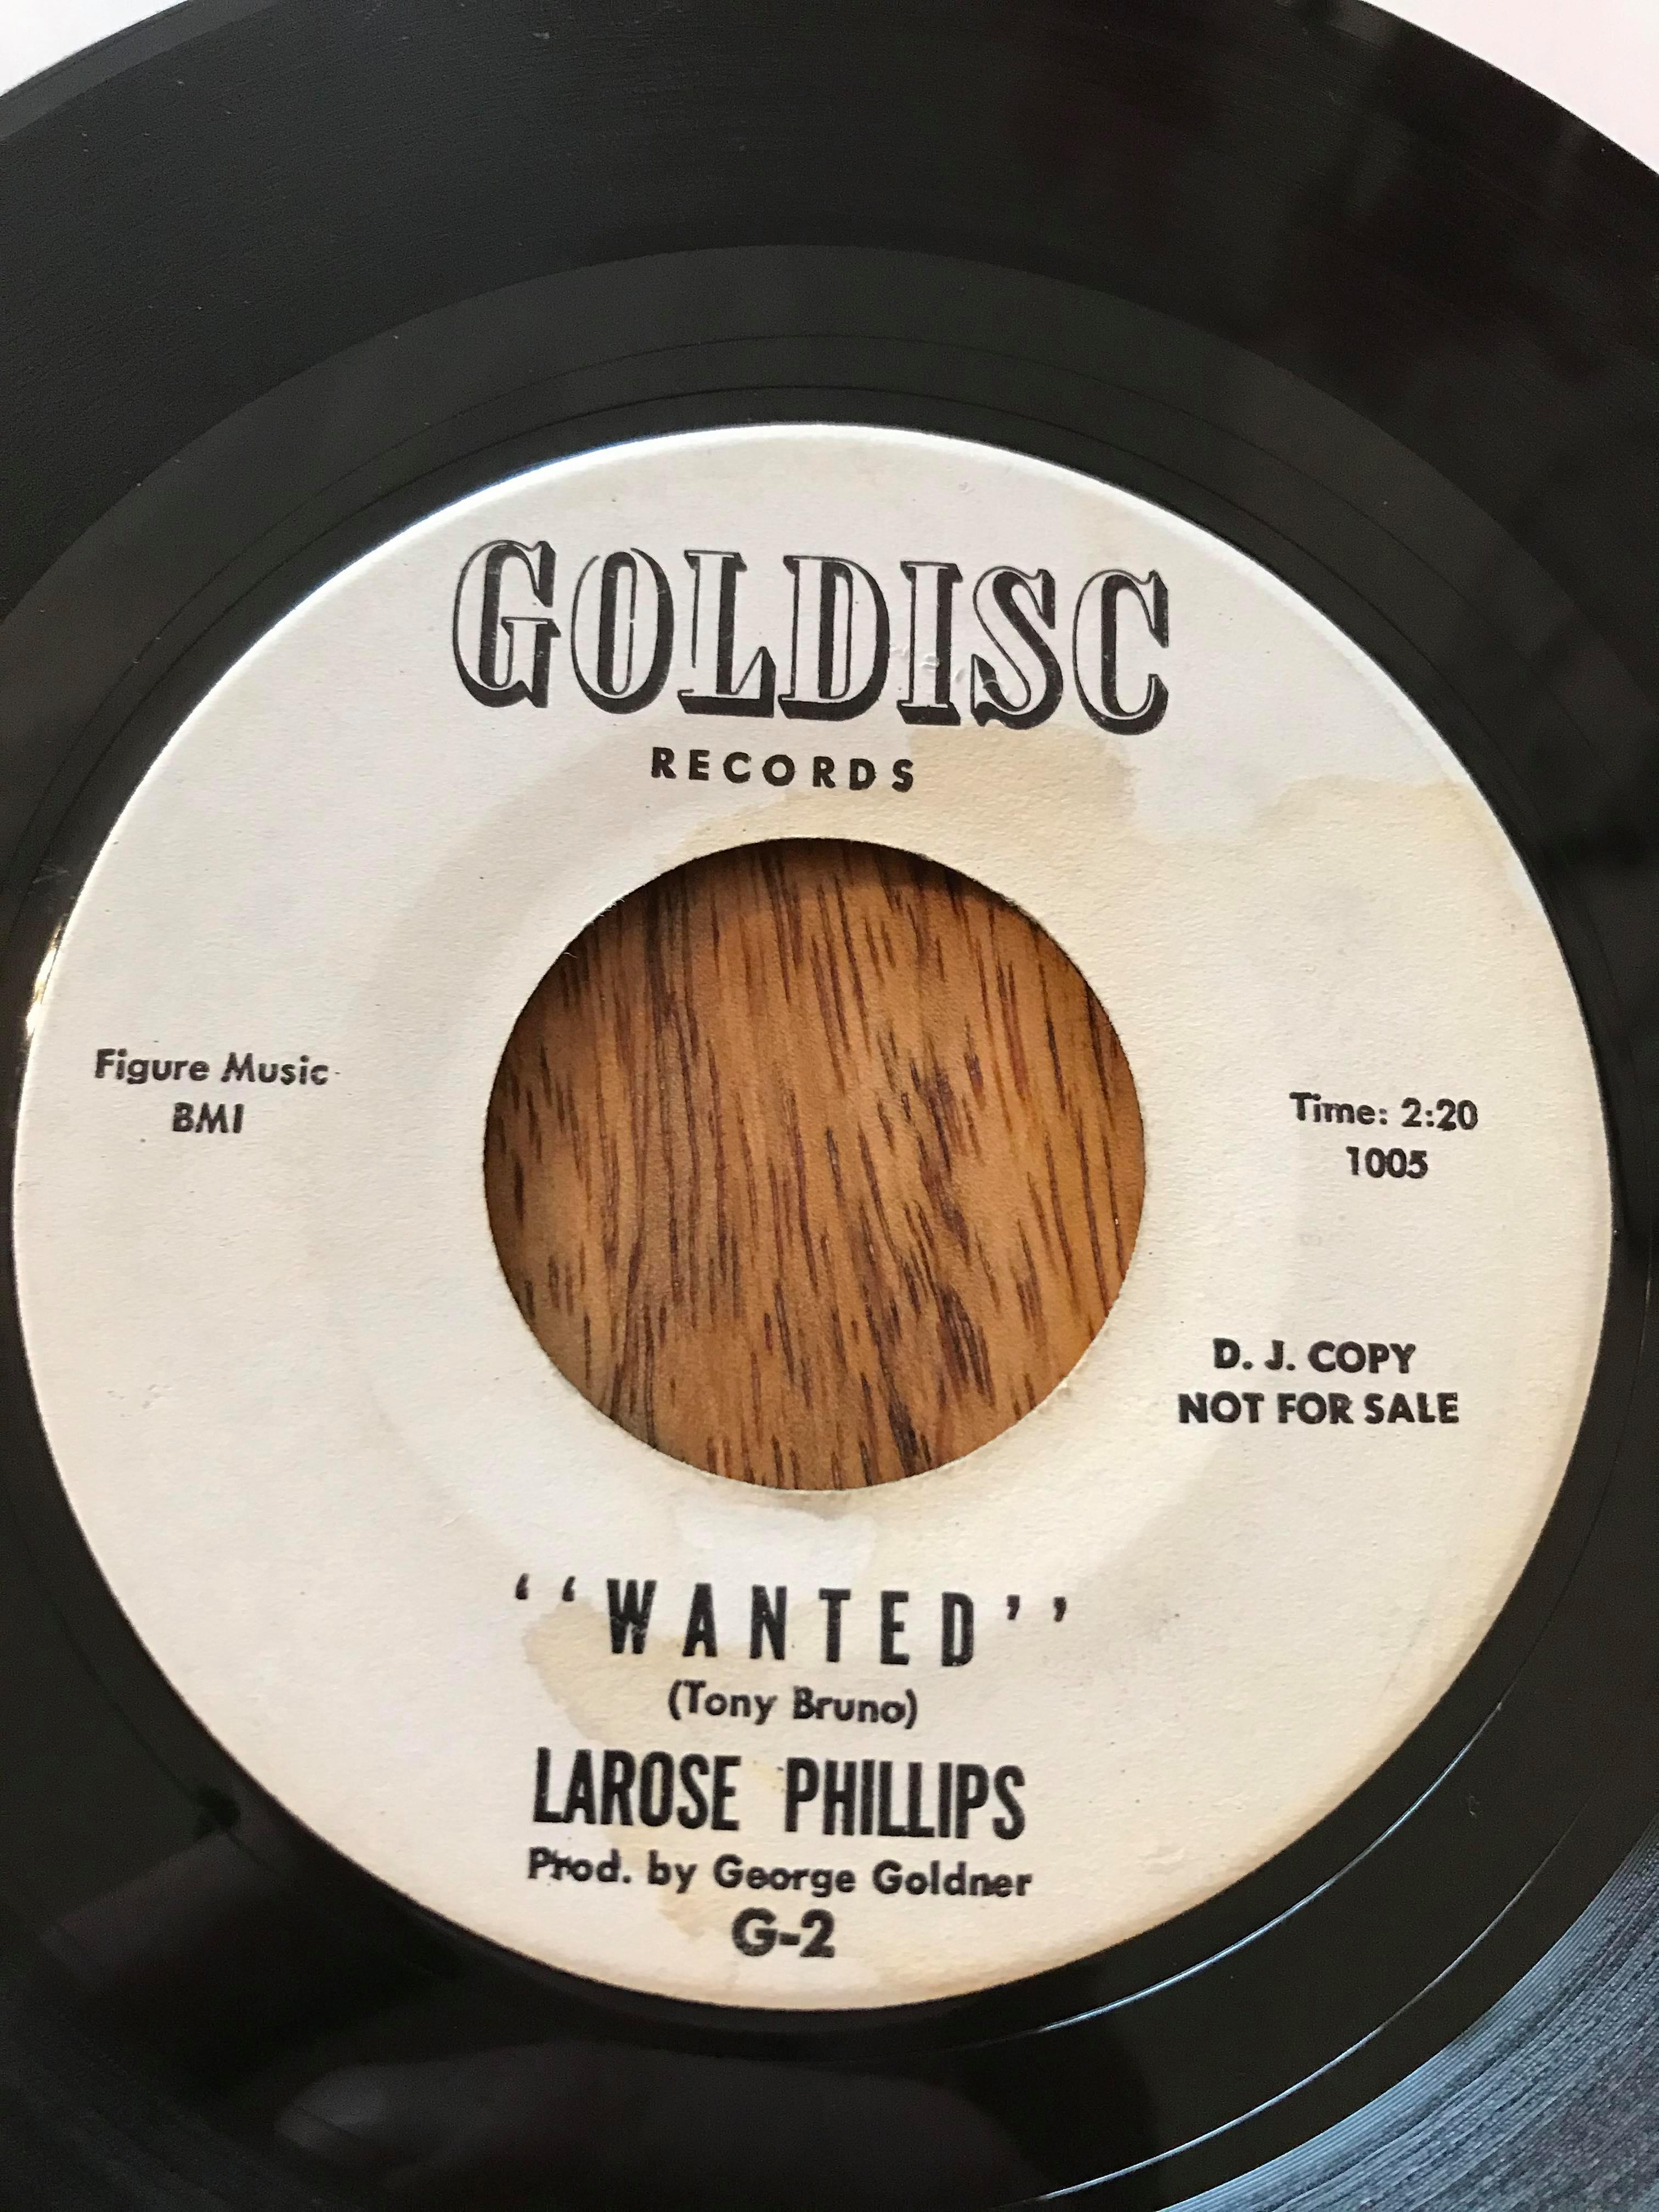 GOLDISC
RECORDS
Figure Music
BMI
Time: 2:20
1005
D. J. COPY
NOT FOR SALE
‘‘WANTED’’
(Tony Bruno)
LAROSE PHILLIPS
Prod. by George Goldner
G-2